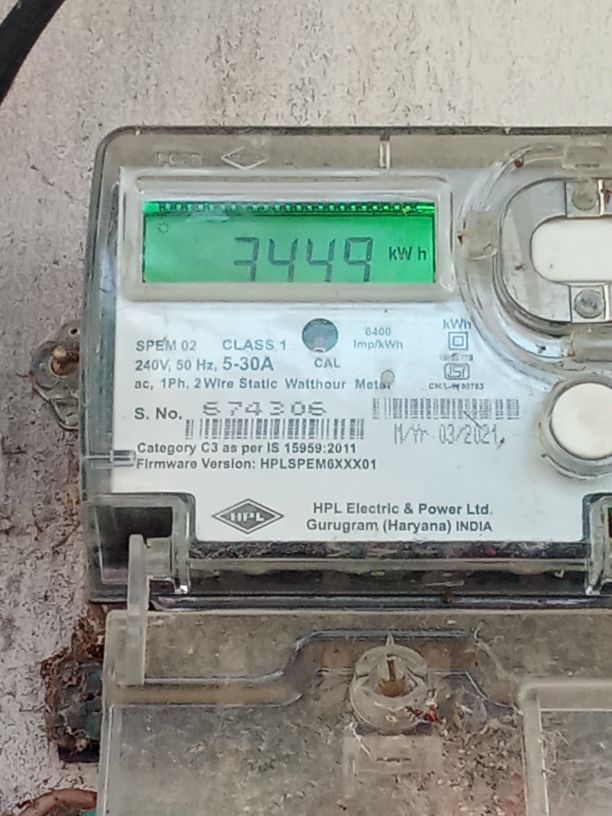 3449 kWh
SPEM 02 CLASS 1
6400
Imp/kWh
kWh
240V, 50 Hz, 5-30A CAL
ac, 1Ph, 2Wire Static Watthour Meter
S. No. 674306
M/Yr 03/2021
Category C3 as per IS 15959:2011
Firmware Version: HPLSPEM6XXX01
HPL
HPL Electric & Power Ltd.
Gurugram (Haryana) INDIA